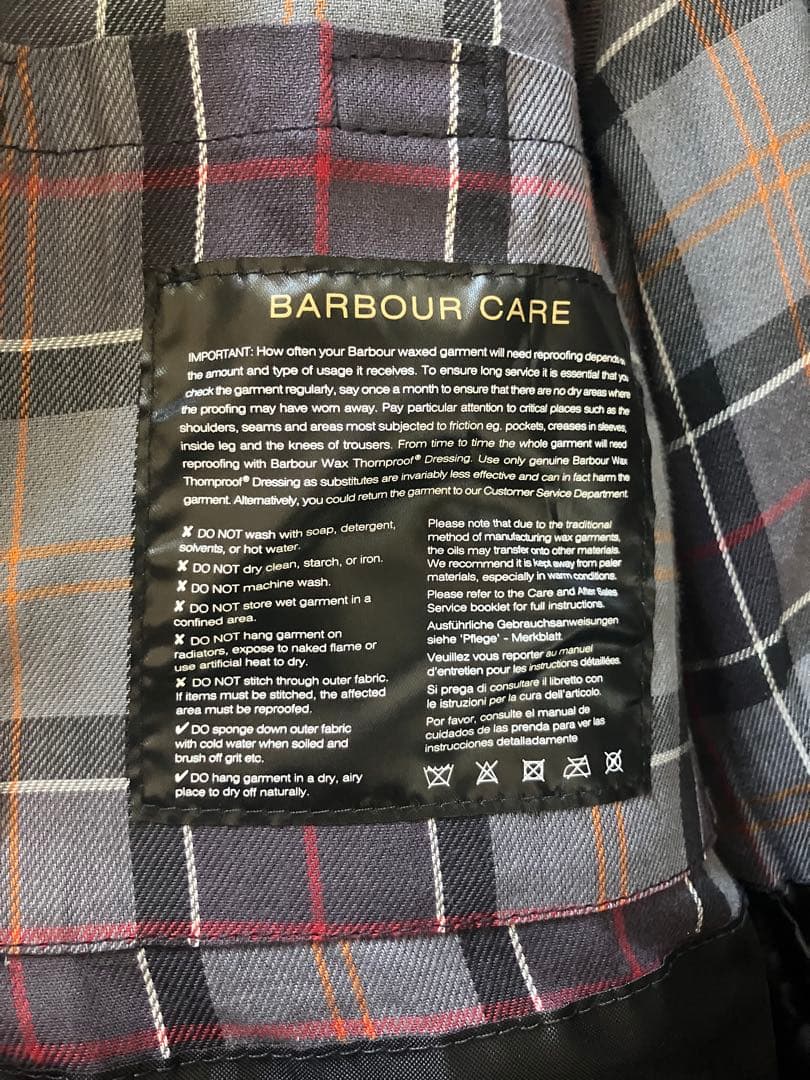 BARBOUR CARE
IMPORTANT: How often your Barbour waxed garment will need reproofing depends on
the amount and type of usage it receives. To ensure long service it is essential that you
check the garment regularly, say once a month to ensure that there are no dry areas where
the proofing may have worn away. Pay particular attention to critical places such as the
shoulders, seams and areas most subjected to friction eg. pockets, creases in sleeves,
inside leg and the knees of trousers. From time to time the whole garment will need
reproofing with Barbour Wax Thornproof® Dressing. Use only genuine Barbour Wax
Thornproof® Dressing as substitutes are invariably less effective and can in fact harm the
garment. Alternatively, you could return the garment to our Customer Service Department.
✘ DO NOT wash with soap, detergent,
solvents, or hot water.
✘ DO NOT dry clean, starch, or iron.
✘ DO NOT machine wash.
✘ DO NOT store wet garment in a
confined area.
✘ DO NOT hang garment on
radiators, expose to naked flame or
use artificial heat to dry.
✘ DO NOT stitch through outer fabric.
If items must be stitched, the affected
area must be reproofed.
✔ DO sponge down outer fabric
with cold water when soiled and
brush off grit etc.
✔ DO hang garment in a dry, airy
place to dry off naturally.
Please note that due to the traditional
method of manufacturing wax garments,
the oils may transfer onto other materials.
We recommend it is kept away from paler
materials, especially in warm conditions.
Please refer to the Care and After Sales
Service booklet for full instructions.
Ausführliche Gebrauchsanweisungen
siehe 'Pflege' - Merkblatt.
Veuillez vous reporter au manuel
d'entretien pour les instructions détaillées.
Si prega di consultare il libretto con
le istruzioni per la cura dell'articolo.
Por favor, consulte el manual de
cuidados de las prenda para ver las
instrucciones detalladamente